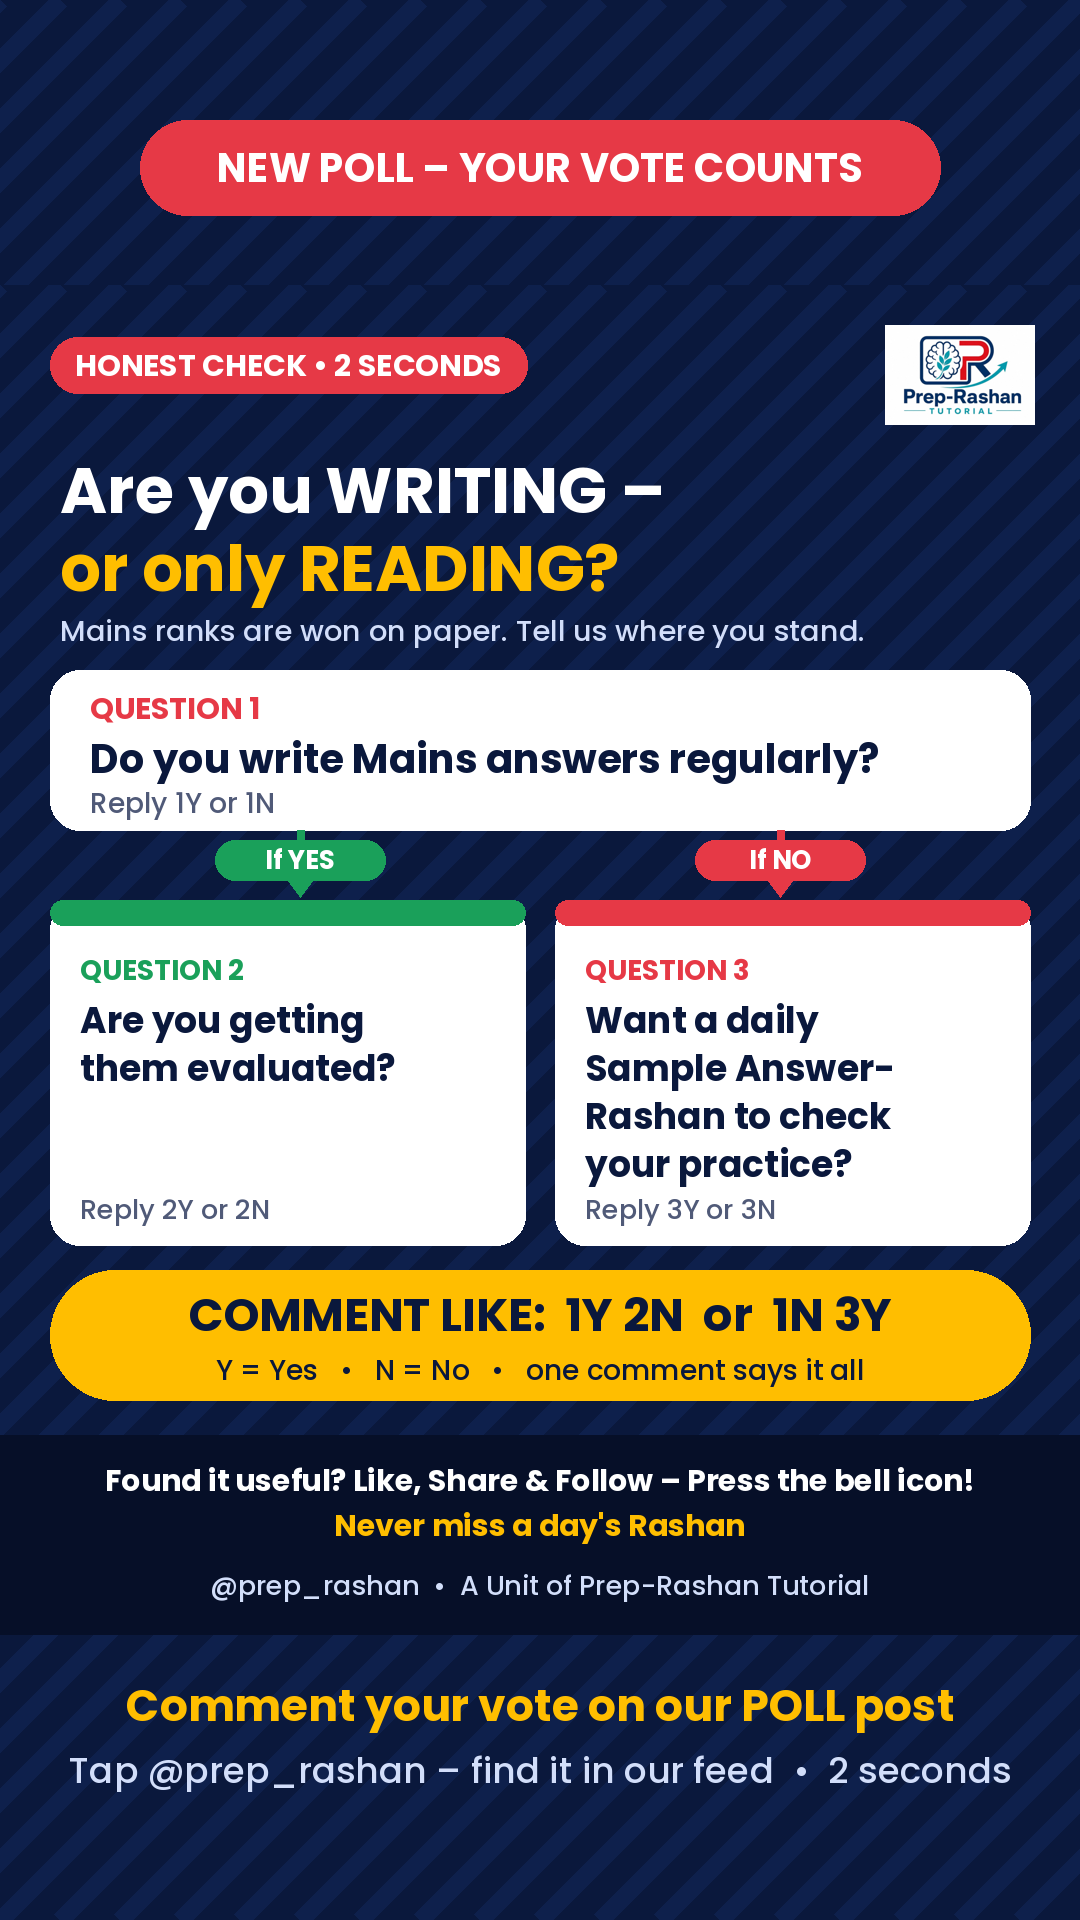 NEW POLL – YOUR VOTE COUNTS
HONEST CHECK • 2 SECONDS
Prep-Rashan
TUTORIAL
Are you WRITING –
or only READING?
Mains ranks are won on paper. Tell us where you stand.
QUESTION 1
Do you write Mains answers regularly?
Reply 1Y or 1N
If YES
If NO
QUESTION 2
Are you getting
them evaluated?
Reply 2Y or 2N
QUESTION 3
Want a daily
Sample Answer-
Rashan to check
your practice?
Reply 3Y or 3N
COMMENT LIKE: 1Y 2N or 1N 3Y
Y = Yes • N = No • one comment says it all
Found it useful? Like, Share & Follow – Press the bell icon!
Never miss a day's Rashan
@prep_rashan • A Unit of Prep-Rashan Tutorial
Comment your vote on our POLL post
Tap @prep_rashan – find it in our feed • 2 seconds